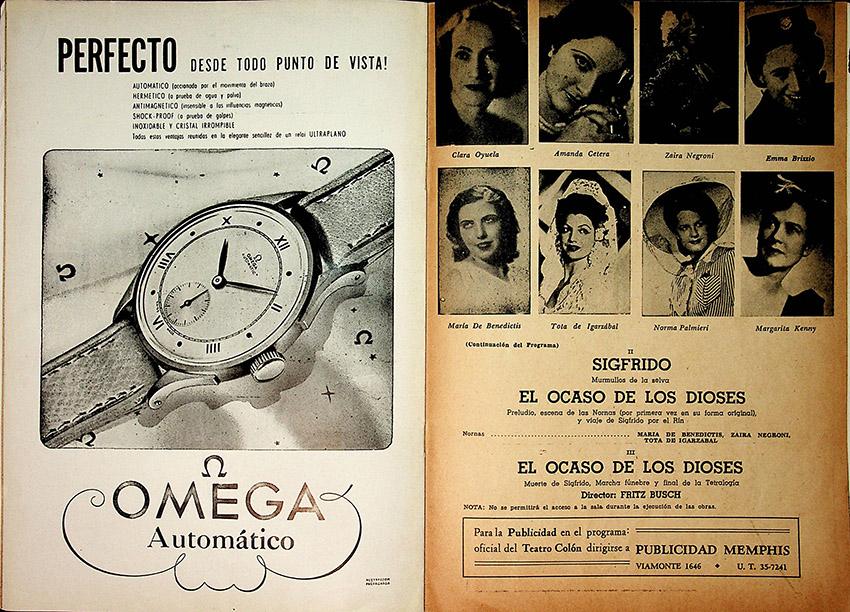 PERFECTO DESDE TODO PUNTO DE VISTA!
AUTOMATICO (accionado por el movimiento del brazo)
HERMETICO (a prueba de agua y polvo)
ANTIMAGNETICO (insensible a las influencias magneticas)
SHOCK-PROOF (a prueba de golpes)
INOXIDABLE Y CRISTAL IRROMPIBLE
Todas estas ventajas reunidas en la elegante sencillez de un reloj ULTRAPLANO
Ω
OMEGA
AUTOMATIC
X
XII
II
IIII
VI
VIII
Ω
OMEGA
Automático
Clara Oyuela
Amanda Cetera
Zaira Negroni
Emma Brizzio
María De Benedictis
Tota de Igarzábal
Norma Palmieri
Margarita Kenny
(Continuación del Programa)
II
SIGFRIDO
Murmullos de la selva
EL OCASO DE LOS DIOSES
Preludio, escena de las Nornas (por primera vez en su forma original),
y viaje de Sigfrido por el Rin
Nornas ........................................ MARIA DE BENEDICTIS, ZAIRA NEGRONI,
TOTA DE IGARZABAL
III
EL OCASO DE LOS DIOSES
Muerte de Sigfrido, Marcha fúnebre y final de la Tetralogía
Director: FRITZ BUSCH
NOTA: No se permitirá el acceso a la sala durante la ejecución de las obras.
Para la Publicidad en el programa:
oficial del Teatro Colón dirigirse a PUBLICIDAD MEMPHIS
VIAMONTE 1646 • U. T. 35-7241